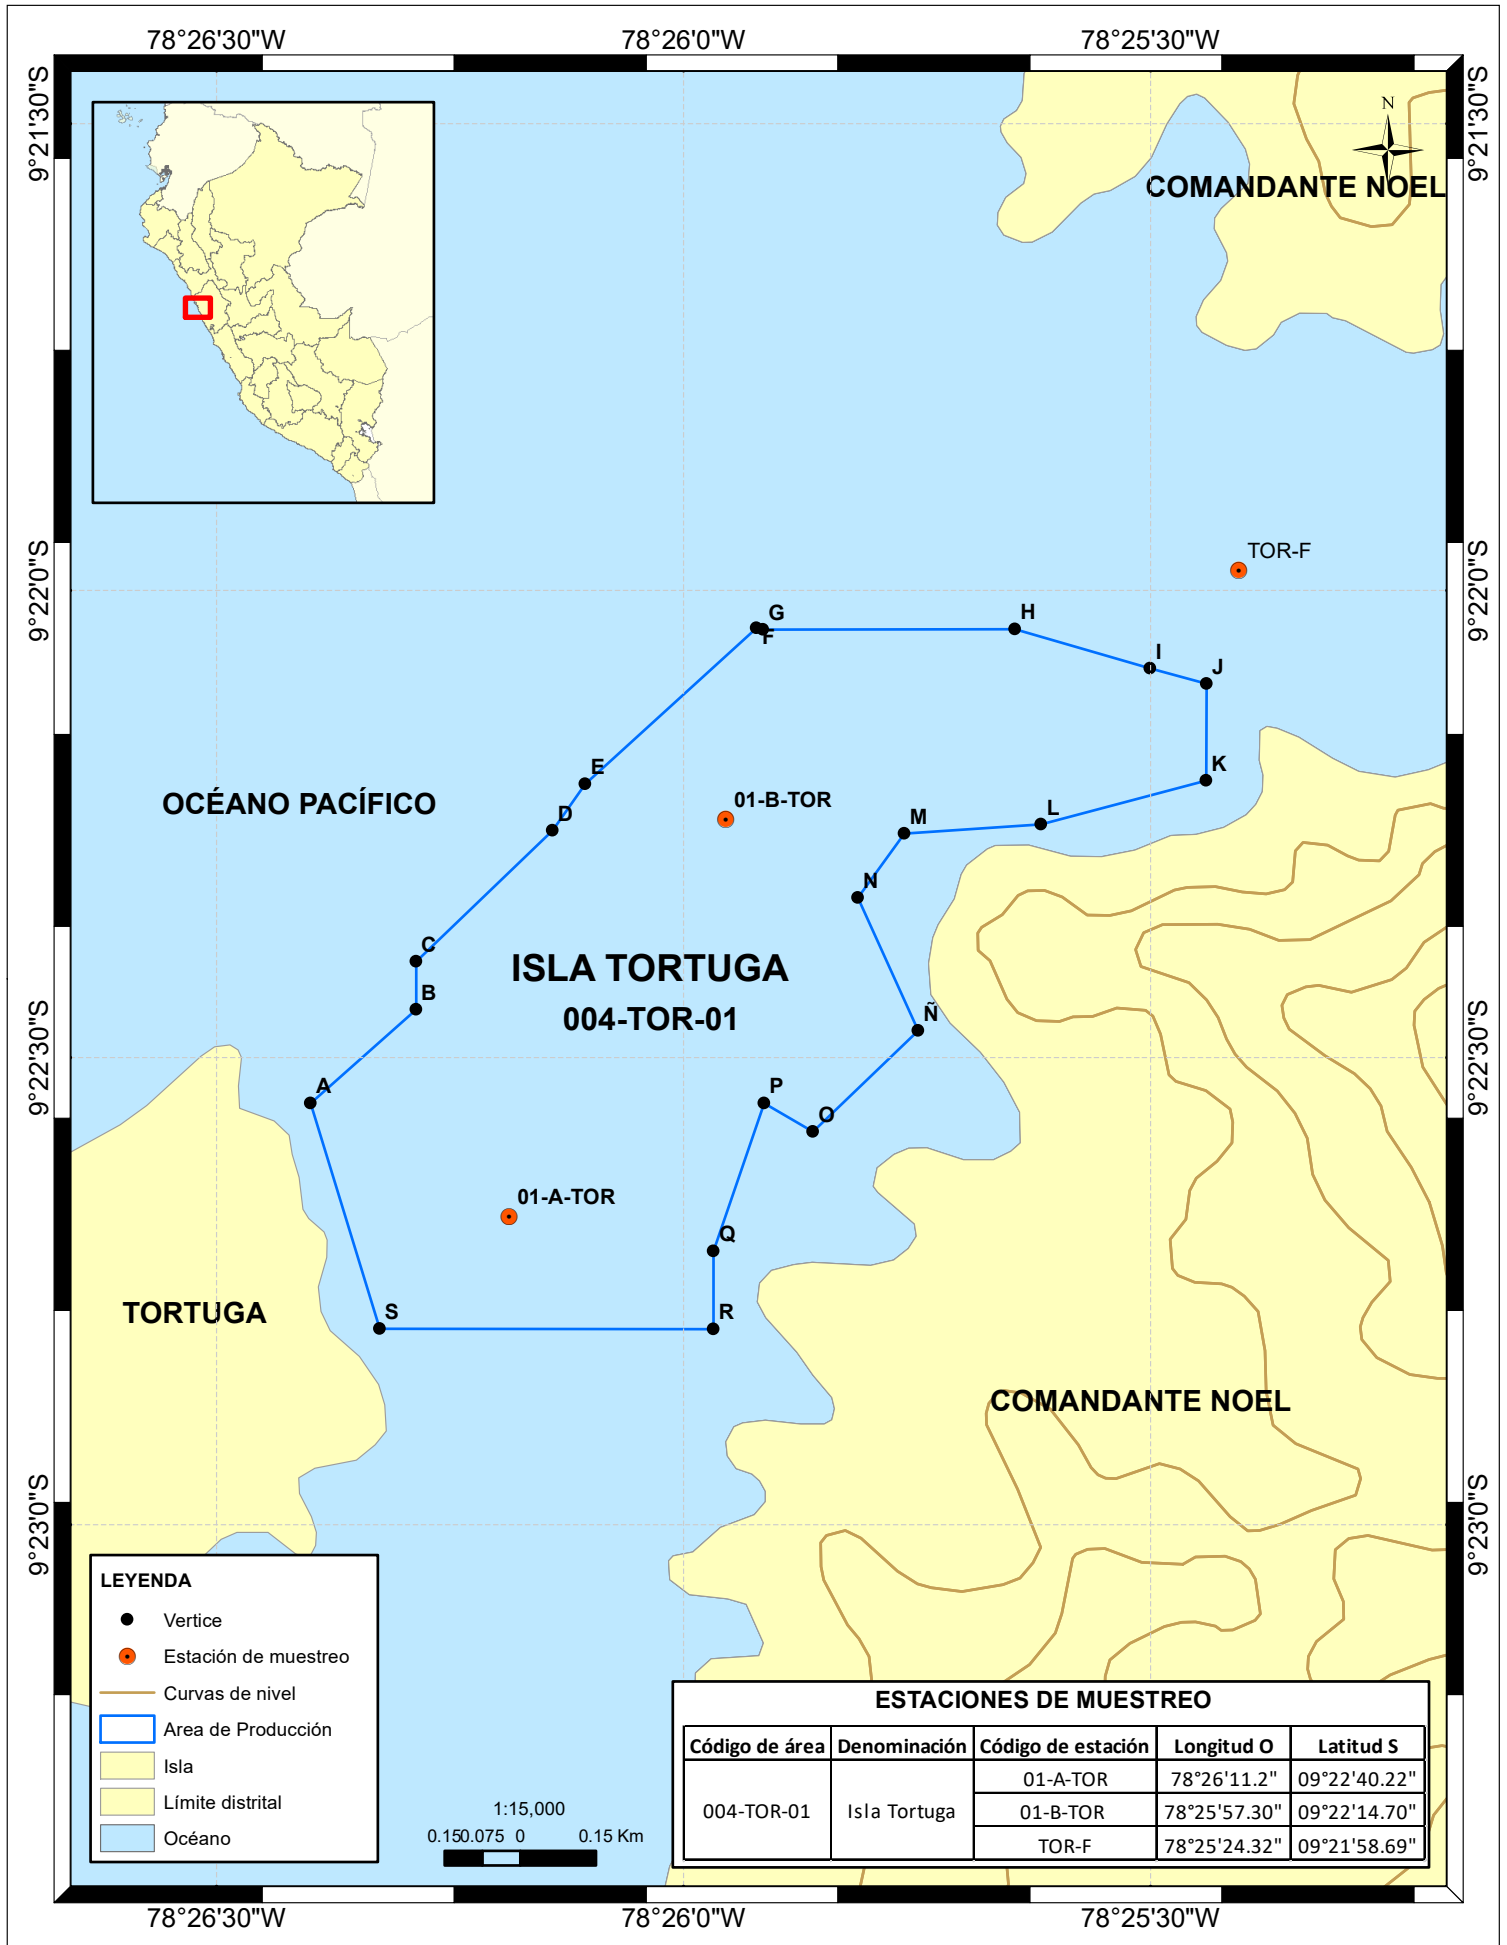 78°26'30"W 78°26'0"W 78°25'30"W
9°21'30"S 9°21'30"S
N
COMANDANTE NOEL
TOR-F
9°22'0"S 9°22'0"S
G
F
H
I
J
K
E
D
01-B-TOR
L
M
OCÉANO PACÍFICO
N
C
ISLA TORTUGA
B
004-TOR-01
Ñ
9°22'30"S 9°22'30"S
A
P
O
01-A-TOR
Q
TORTUGA
S
R
COMANDANTE NOEL
9°23'0"S 9°23'0"S
LEYENDA
Vertice
Estación de muestreo
Curvas de nivel
Area de Producción
Isla
Límite distrital
Océano
1:15,000
0.15 0.075 0 0.15 Km
ESTACIONES DE MUESTREO
Código de área Denominación Código de estación Longitud O Latitud S
01-A-TOR 78°26'11.2" 09°22'40.22"
004-TOR-01 Isla Tortuga 01-B-TOR 78°25'57.30" 09°22'14.70"
TOR-F 78°25'24.32" 09°21'58.69"
78°26'30"W 78°26'0"W 78°25'30"W